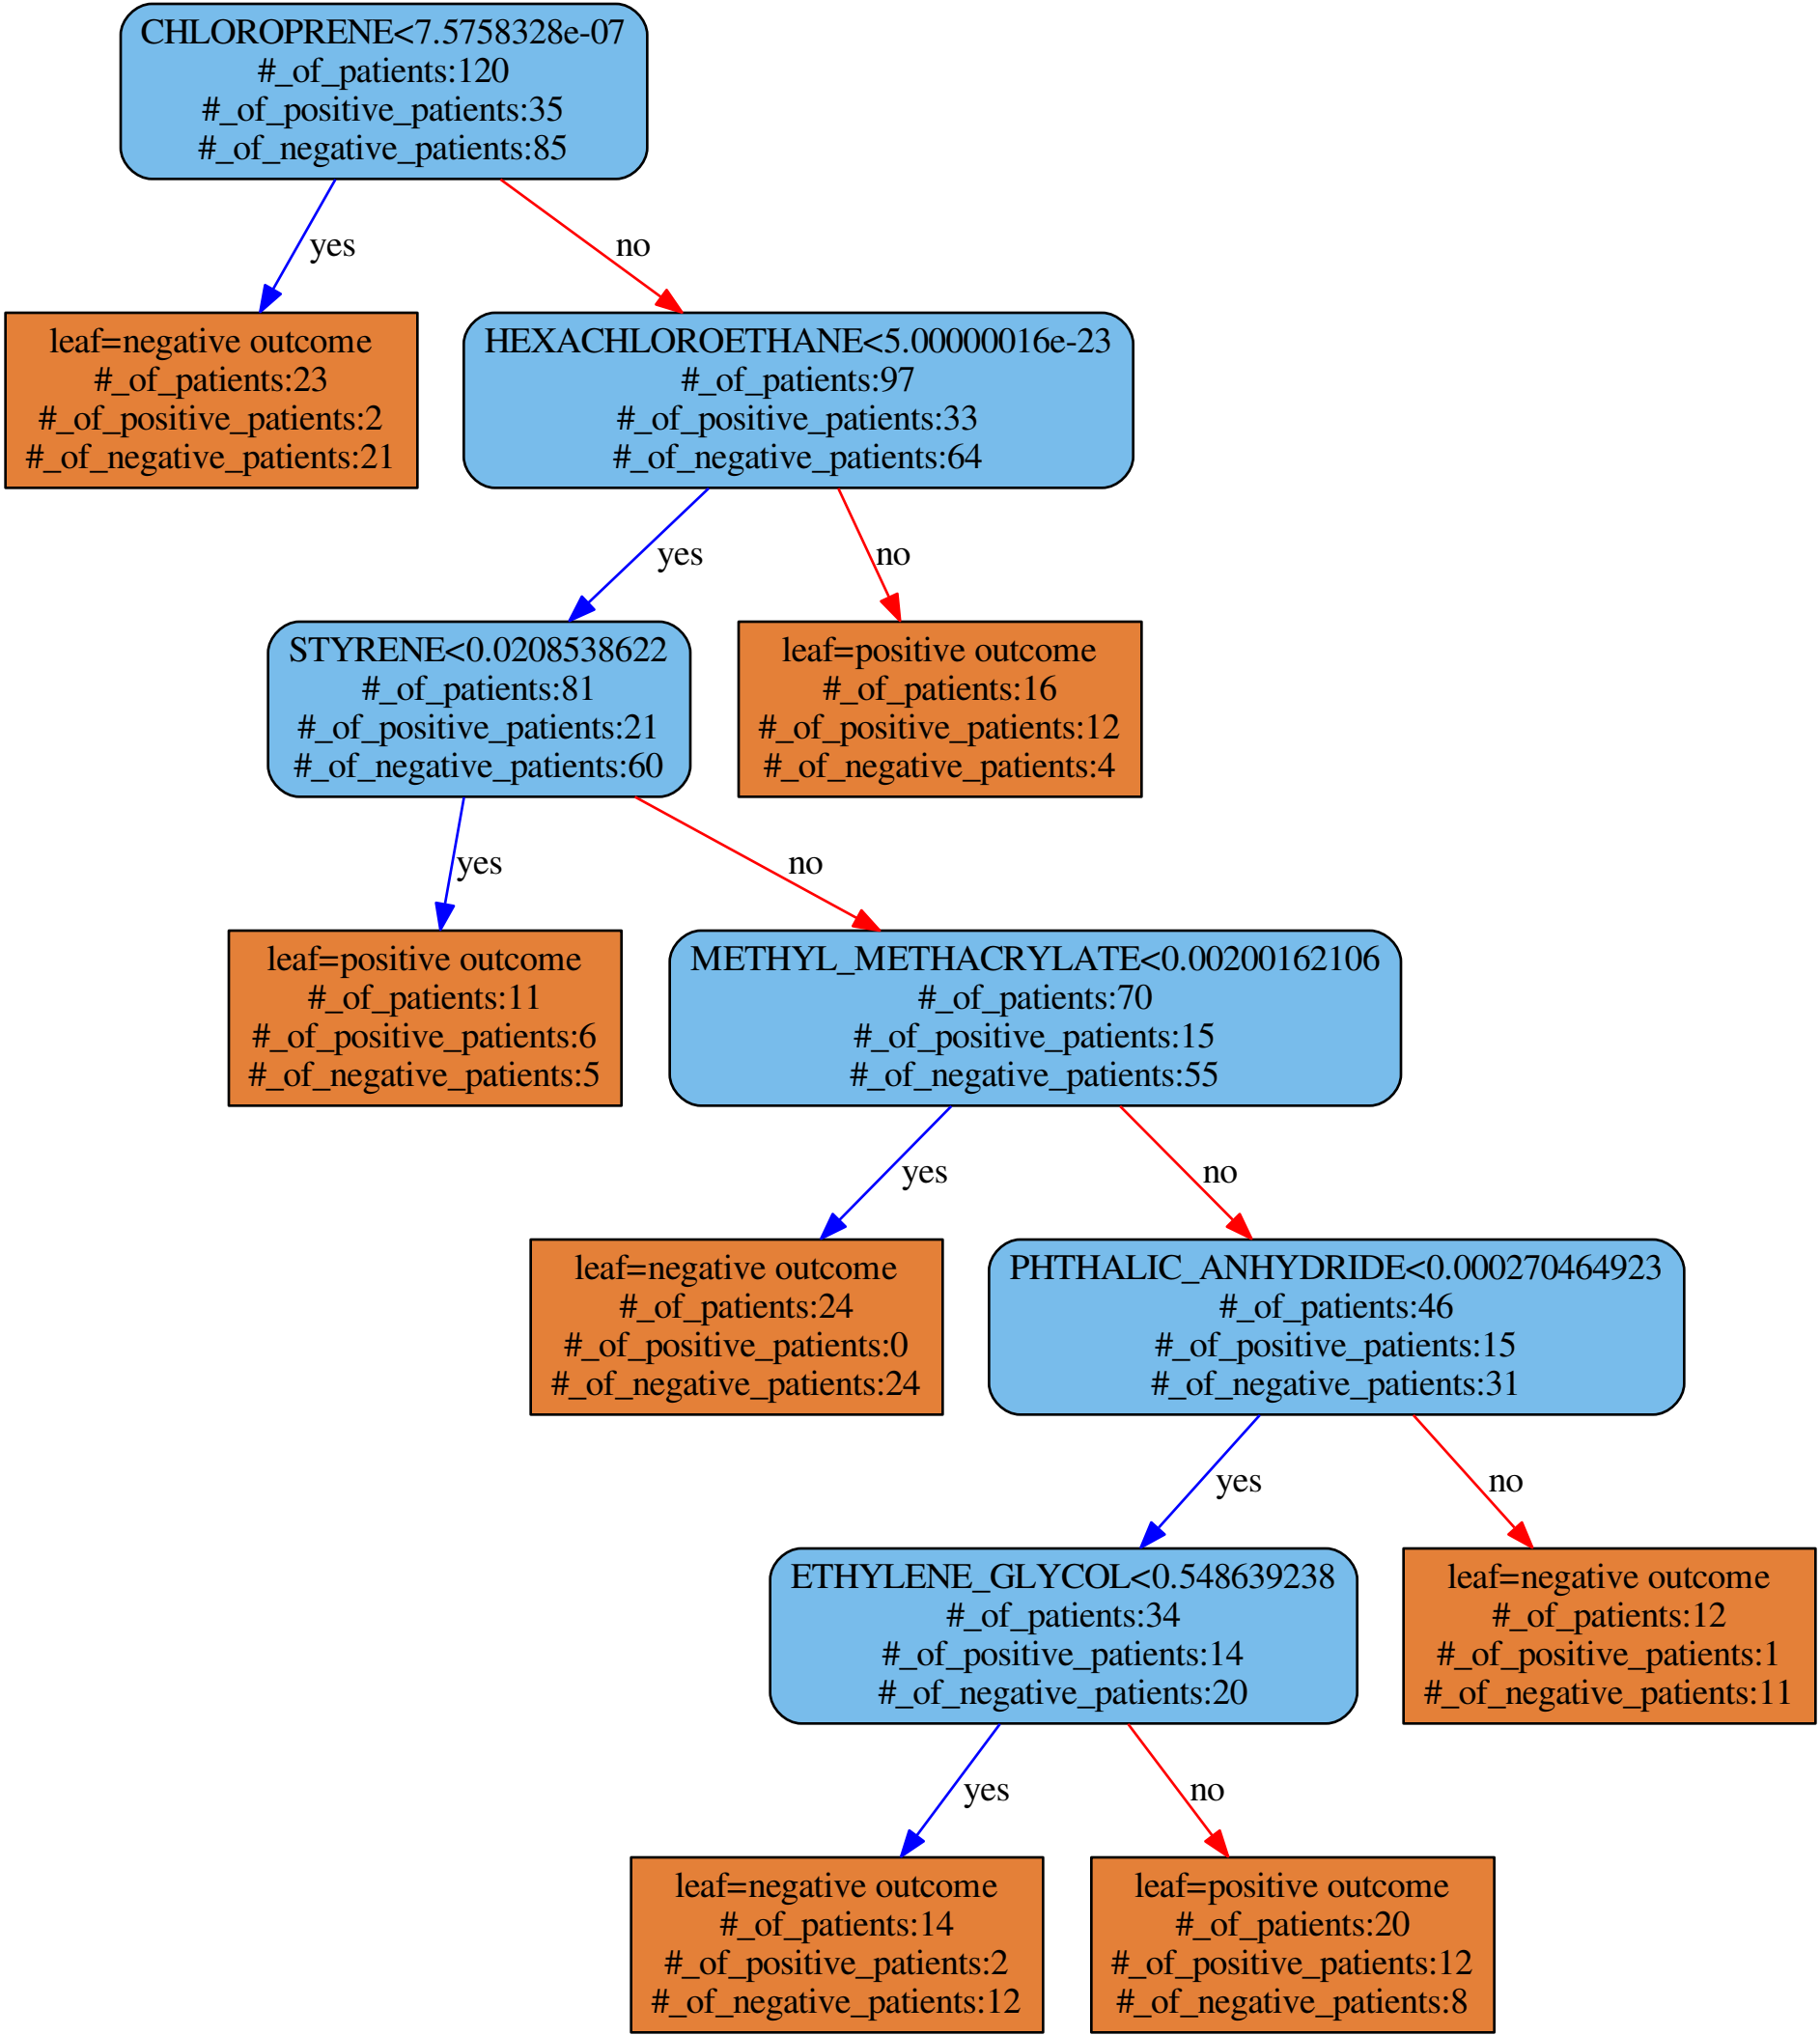 CHLOROPRENE<7.5758328e-07
#_of_patients:120
#_of_positive_patients:35
#_of_negative_patients:85
yes
no
leaf=negative outcome
#_of_patients:23
#_of_positive_patients:2
#_of_negative_patients:21
HEXACHLOROETHANE<5.00000016e-23
#_of_patients:97
#_of_positive_patients:33
#_of_negative_patients:64
yes
no
STYRENE<0.0208538622
#_of_patients:81
#_of_positive_patients:21
#_of_negative_patients:60
leaf=positive outcome
#_of_patients:16
#_of_positive_patients:12
#_of_negative_patients:4
yes
no
leaf=positive outcome
#_of_patients:11
#_of_positive_patients:6
#_of_negative_patients:5
METHYL_METHACRYLATE<0.00200162106
#_of_patients:70
#_of_positive_patients:15
#_of_negative_patients:55
yes
no
leaf=negative outcome
#_of_patients:24
#_of_positive_patients:0
#_of_negative_patients:24
PHTHALIC_ANHYDRIDE<0.000270464923
#_of_patients:46
#_of_positive_patients:15
#_of_negative_patients:31
yes
no
ETHYLENE_GLYCOL<0.548639238
#_of_patients:34
#_of_positive_patients:14
#_of_negative_patients:20
leaf=negative outcome
#_of_patients:12
#_of_positive_patients:1
#_of_negative_patients:11
yes
no
leaf=negative outcome
#_of_patients:14
#_of_positive_patients:2
#_of_negative_patients:12
leaf=positive outcome
#_of_patients:20
#_of_positive_patients:12
#_of_negative_patients:8